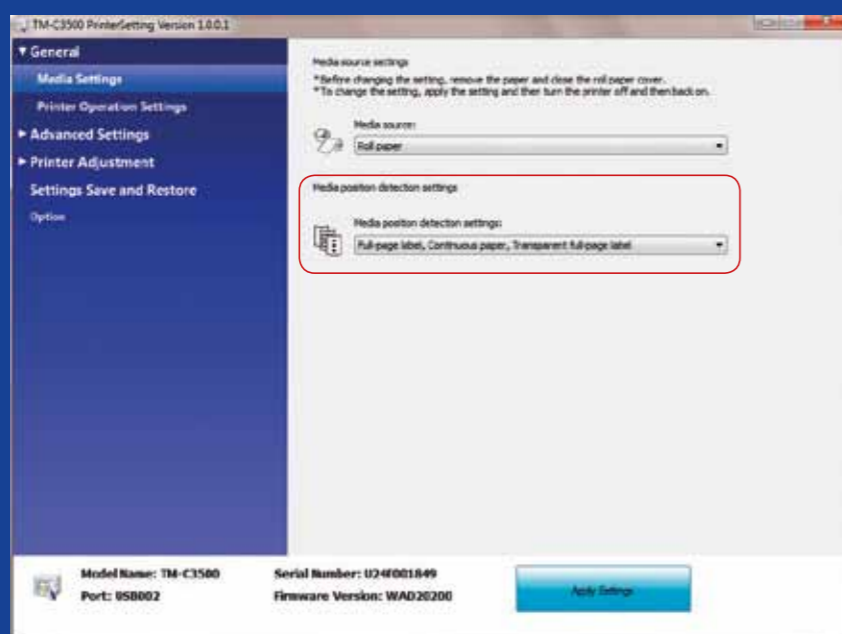 TM-C3500 PrinterSetting Version 1.0.0.1
▼ General
Media Settings
Printer Operation Settings
► Advanced Settings
► Printer Adjustment
Settings Save and Restore
Option
Media source settings
*Before changing the setting, remove the paper and close the roll paper cover.
*To change the setting, apply the setting and then turn the printer off and then back on.
Media source:
Roll paper
Media position detection settings
Media position detection settings:
Full-page label, Continuous paper, Transparent full-page label
Model Name: TM-C3500
Port: USB002
Serial Number: U24F001849
Firmware Version: WAD20200
Apply Settings